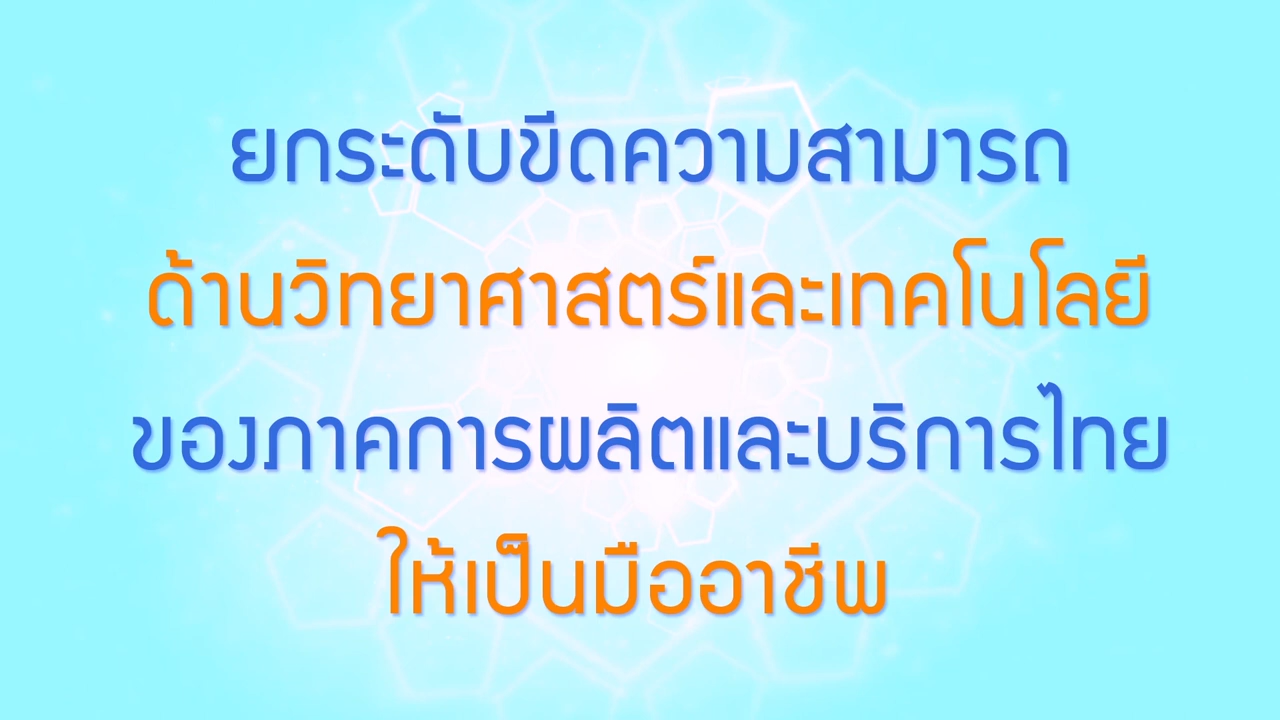 ยกระดับขีดความสามารถ
ด้านวิทยาศาสตร์และเทคโนโลยี
ของภาคการผลิตและบริการไทย
ให้เป็นมืออาชีพ